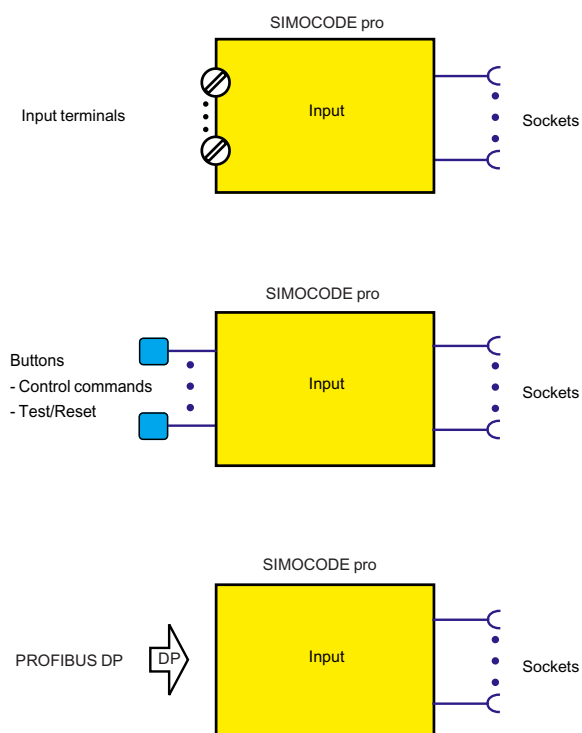 SIMOCODE pro
Input terminals
Input
Sockets
SIMOCODE pro
Buttons
- Control commands
- Test/Reset
Input
Sockets
SIMOCODE pro
PROFIBUS DP
DP
Input
Sockets